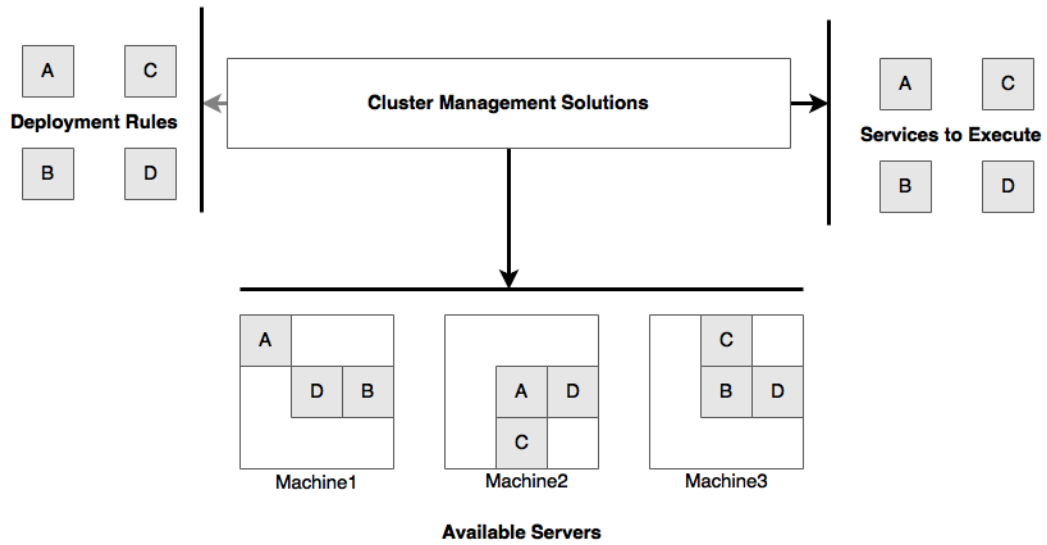 A C
Deployment Rules
B D
Cluster Management Solutions
A C
Services to Execute
B D
A
D B
Machine1
A D
C
Machine2
C
B D
Machine3
Available Servers